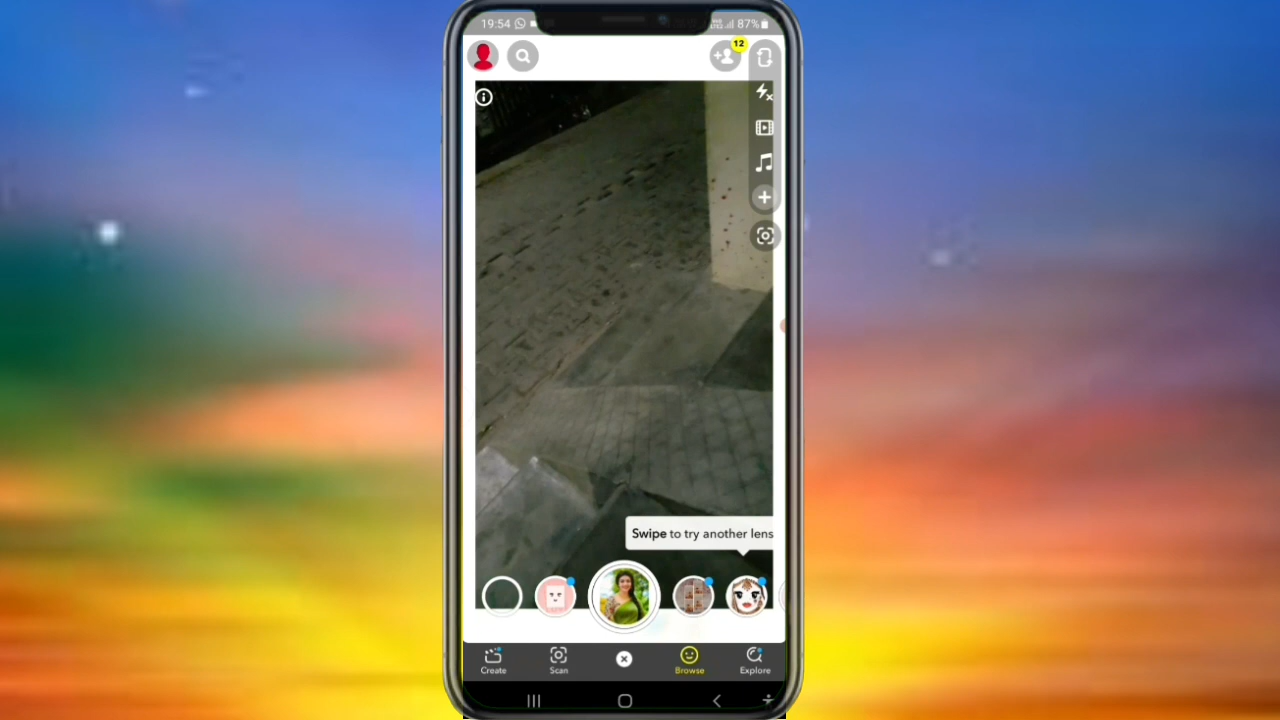 19:54
87%
12
Swipe to try another lens
Create
Scan
Browse
Explore